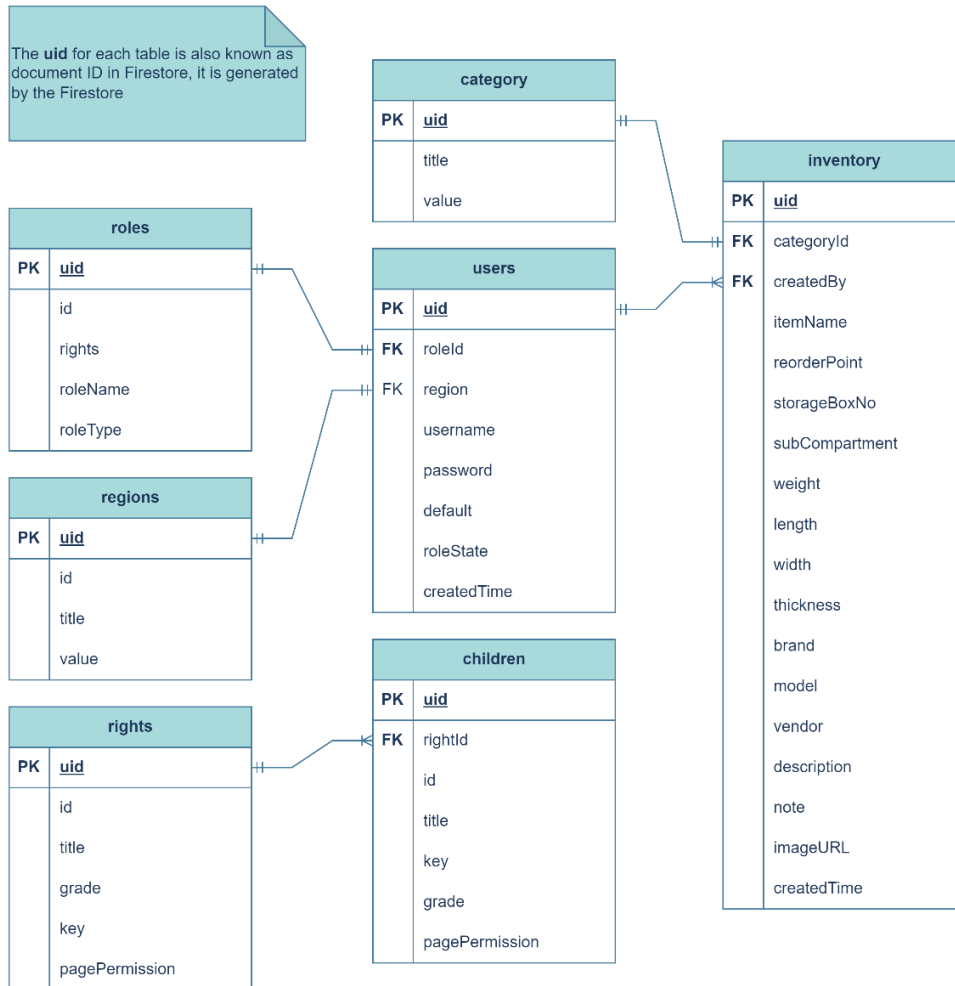 The uid for each table is also known as
document ID in Firestore, it is generated
by the Firestore
category
PK uid
title
value
roles
PK uid
id
rights
roleName
roleType
users
PK uid
FK roleId
FK region
username
password
default
roleState
createdTime
inventory
PK uid
FK categoryId
FK createdBy
itemName
reorderPoint
storageBoxNo
subCompartment
weight
length
width
thickness
brand
model
vendor
description
note
imageURL
createdTime
regions
PK uid
id
title
value
children
PK uid
FK rightId
id
title
key
grade
pagePermission
rights
PK uid
id
title
grade
key
pagePermission